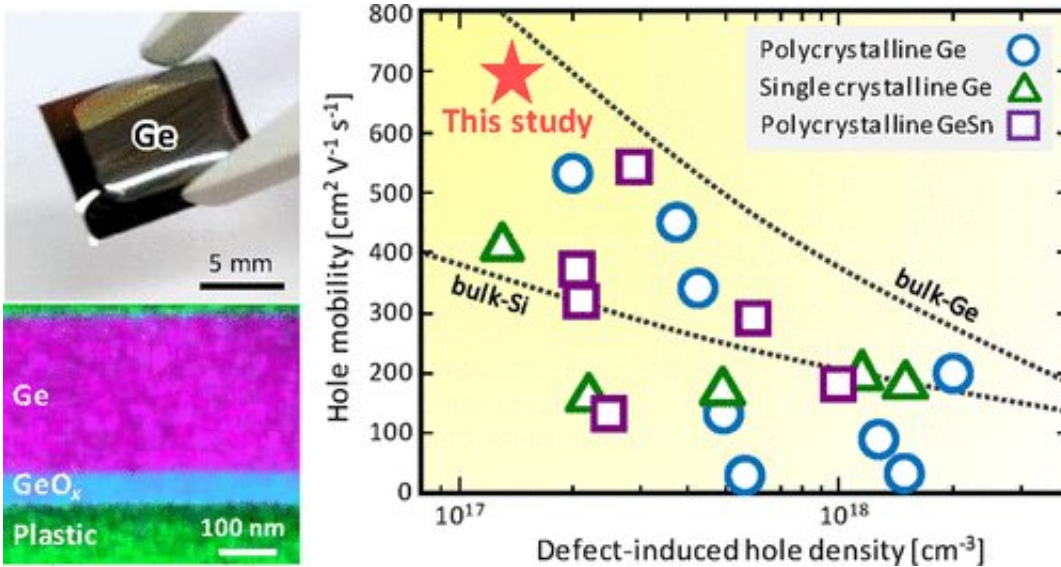 Ge
5 mm
Ge
GeOₓ
Plastic
100 nm
Hole mobility [cm² V⁻¹ s⁻¹]
800
700
600
500
400
300
200
100
0
This study
bulk-Si
bulk-Ge
Polycrystalline Ge
Single crystalline Ge
Polycrystalline GeSn
10¹⁷
10¹⁸
Defect-induced hole density [cm⁻³]